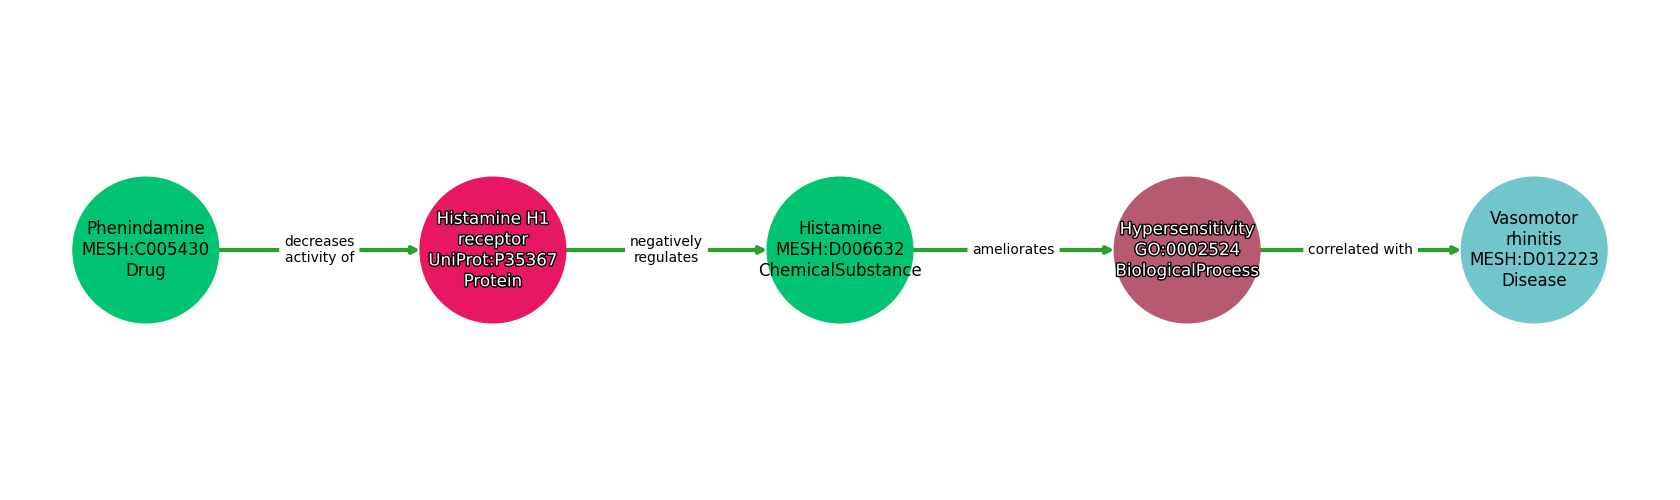 Phenindamine
MESH:C005430
Drug
decreases
activity of
Histamine H1
receptor
UniProt:P35367
Protein
negatively
regulates
Histamine
MESH:D006632
ChemicalSubstance
ameliorates
Hypersensitivity
GO:0002524
BiologicalProcess
correlated with
Vasomotor
rhinitis
MESH:D012223
Disease